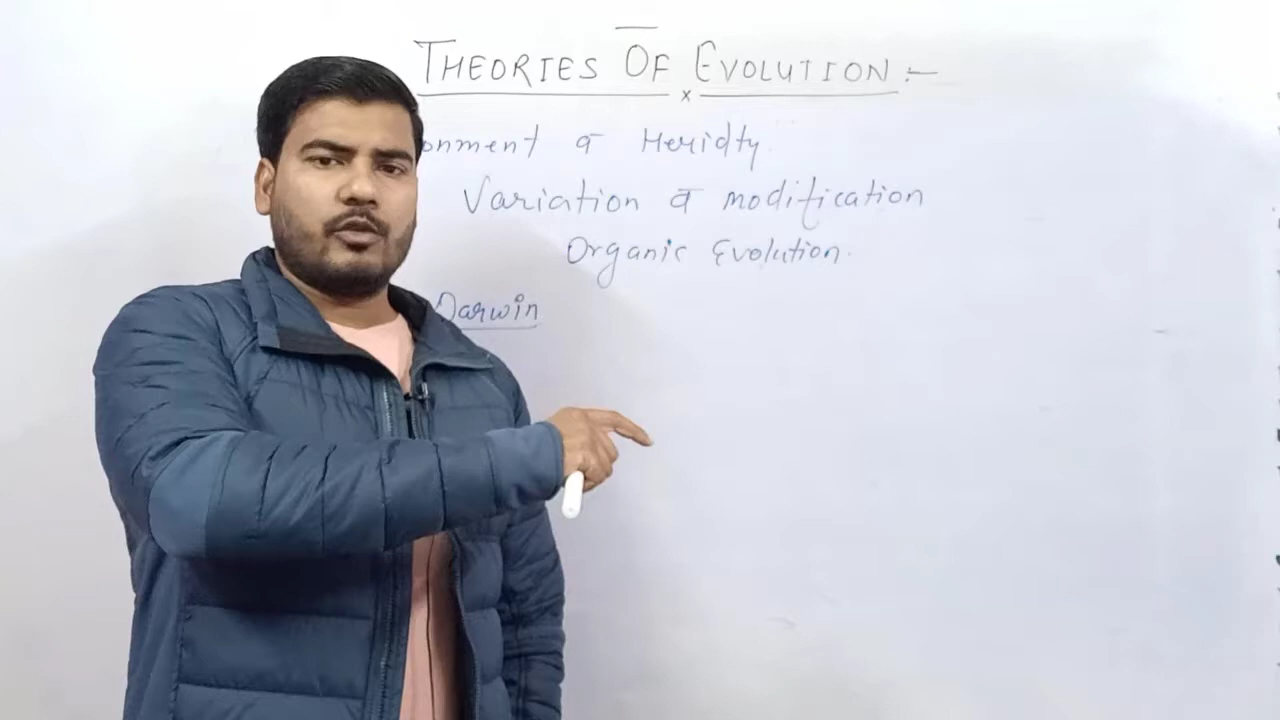 THEORIES OF EVOLUTION :-
onment & Heridty.
Variation & modification
Organic Evolution.
Darwin